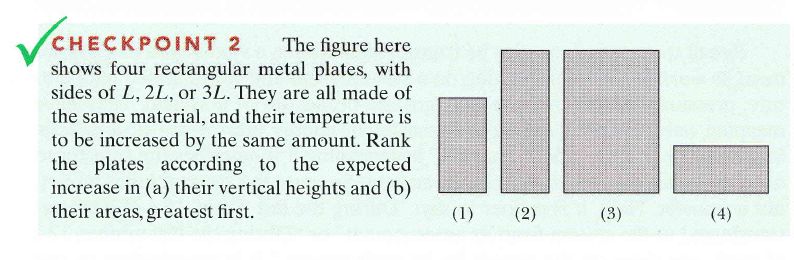 CHECKPOINT 2 The figure here
shows four rectangular metal plates, with
sides of L, 2L, or 3L. They are all made of
the same material, and their temperature is
to be increased by the same amount. Rank
the plates according to the expected
increase in (a) their vertical heights and (b)
their areas, greatest first.
(1) (2) (3) (4)